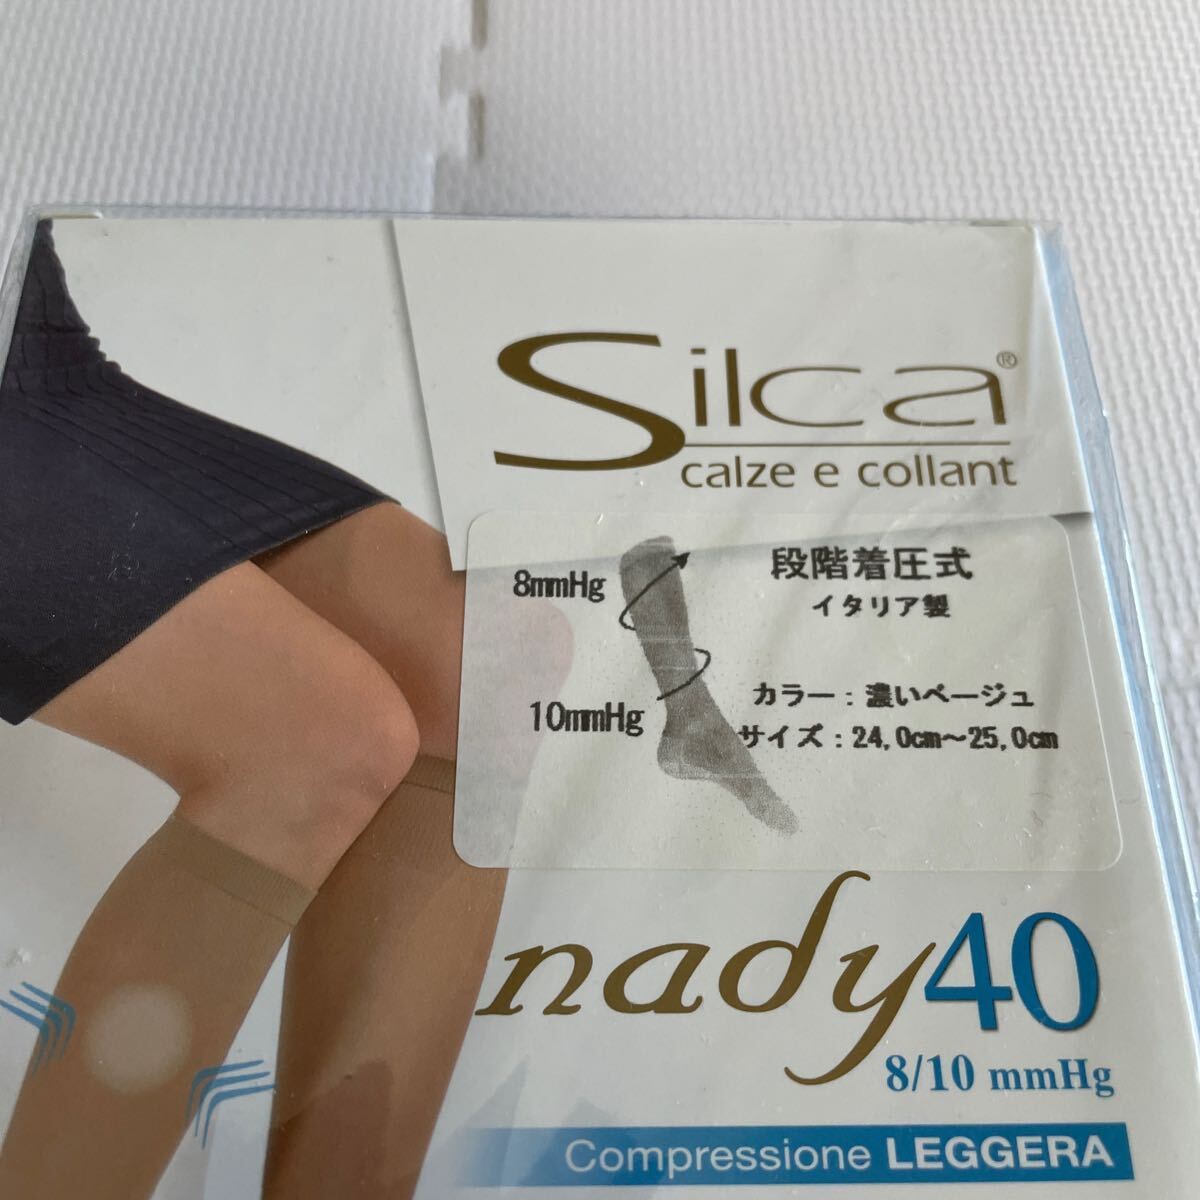 Silca®
calze e collant
8mmHg
10mmHg
段階着圧式
イタリア製
カラー：濃いベージュ
サイズ：24,0cm～25,0cm
nady40
8/10 mmHg
Compressione LEGGERA